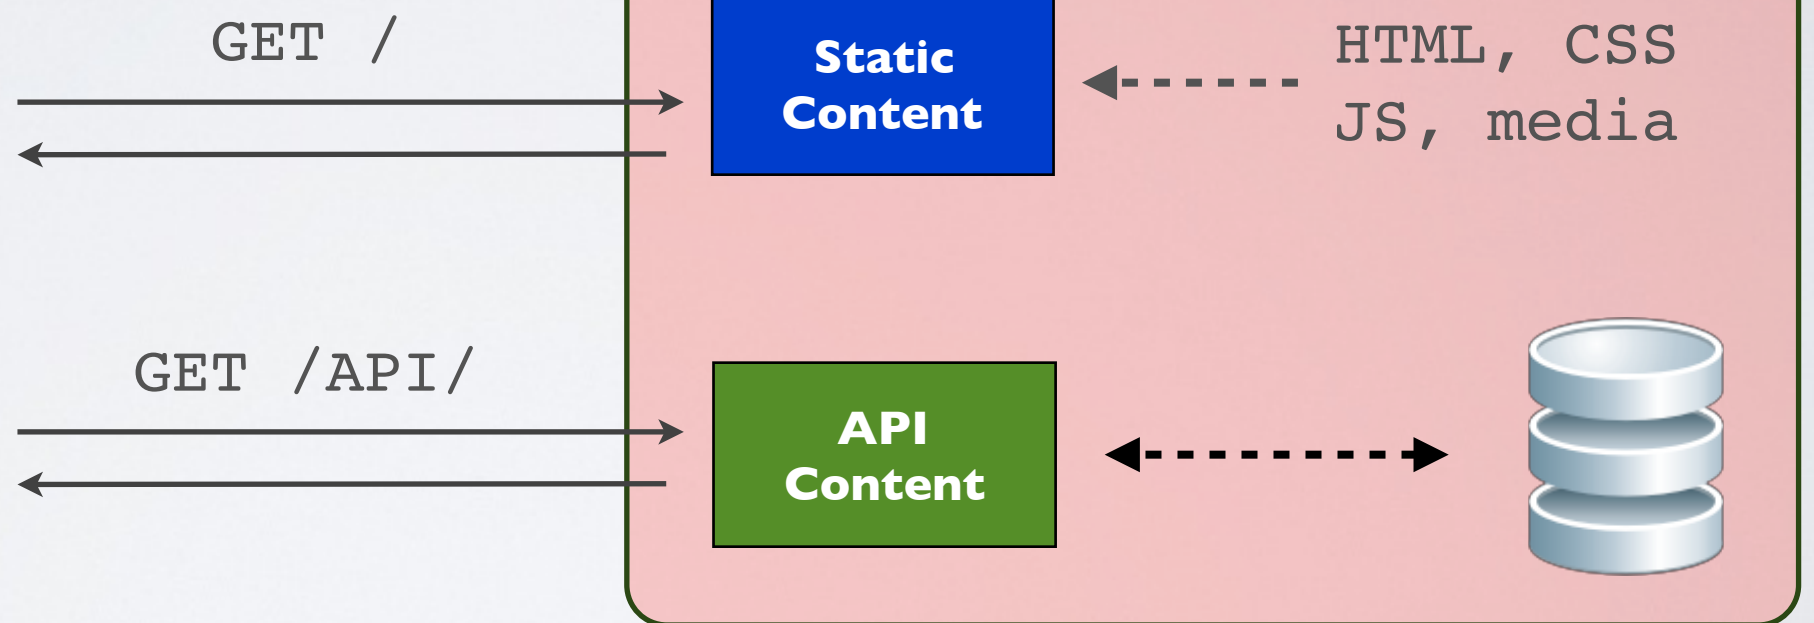 GET /
Static
Content
HTML, CSS
JS, media
GET /API/
API
Content